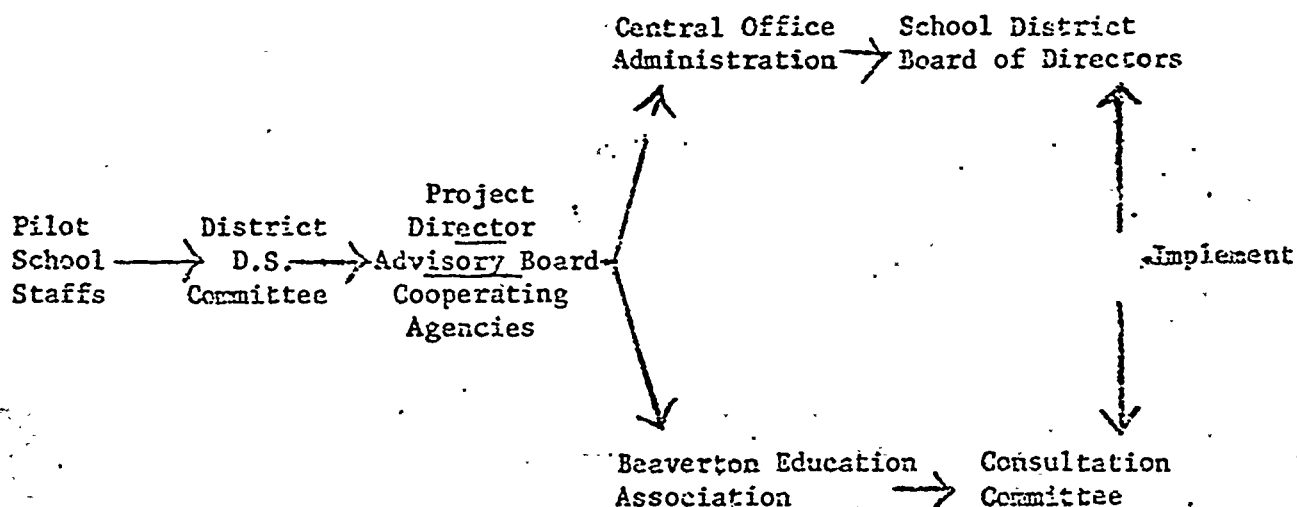 Central Office
Administration
School District
Board of Directors
Pilot
School
Staffs
District
D.S.
Committee
Project
Director
Advisory Board
Cooperating
Agencies
Implement
Beaverton Education
Association
Consultation
Committee